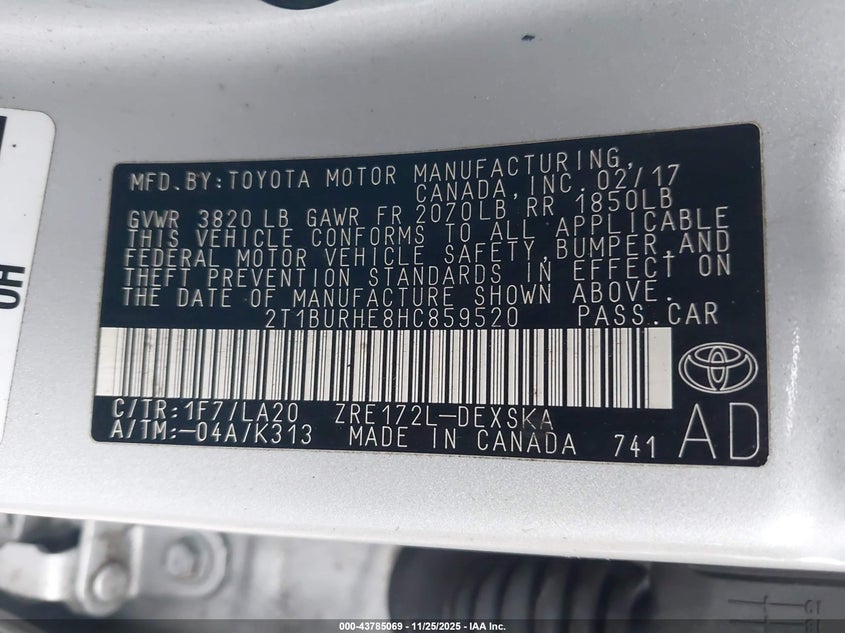 MFD.BY:TOYOTA MOTOR MANUFACTURING,
CANADA,INC. 02/17
GVWR 3820 LB GAWR FR 2070LB RR 1850LB
THIS VEHICLE CONFORMS TO ALL APPLICABLE
FEDERAL MOTOR VEHICLE SAFETY,BUMPER,AND
THEFT PREVENTION STANDARDS IN EFFECT ON
THE DATE OF MANUFACTURE SHOWN ABOVE.
2T1BURHE8HC859520 PASS.CAR
C/TR:1F7/LA20 ZRE172L-DEXSKA
A/TM:-04A/K313 MADE IN CANADA 741
AD
OH
000-43785069 - 11/25/2025 - IAA Inc.